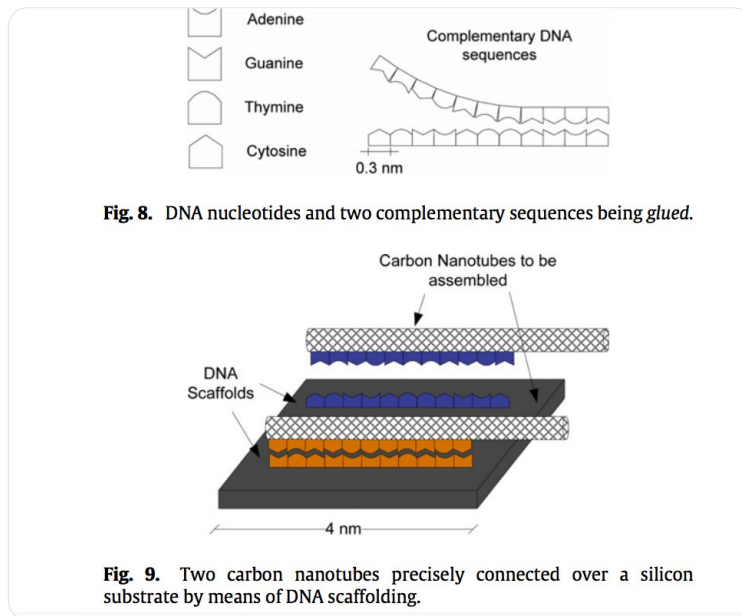 Adenine
Guanine
Thymine
Cytosine
Complementary DNA
sequences
0.3 nm
Fig. 8. DNA nucleotides and two complementary sequences being glued.
Carbon Nanotubes to be
assembled
DNA
Scaffolds
4 nm
Fig. 9. Two carbon nanotubes precisely connected over a silicon
substrate by means of DNA scaffolding.